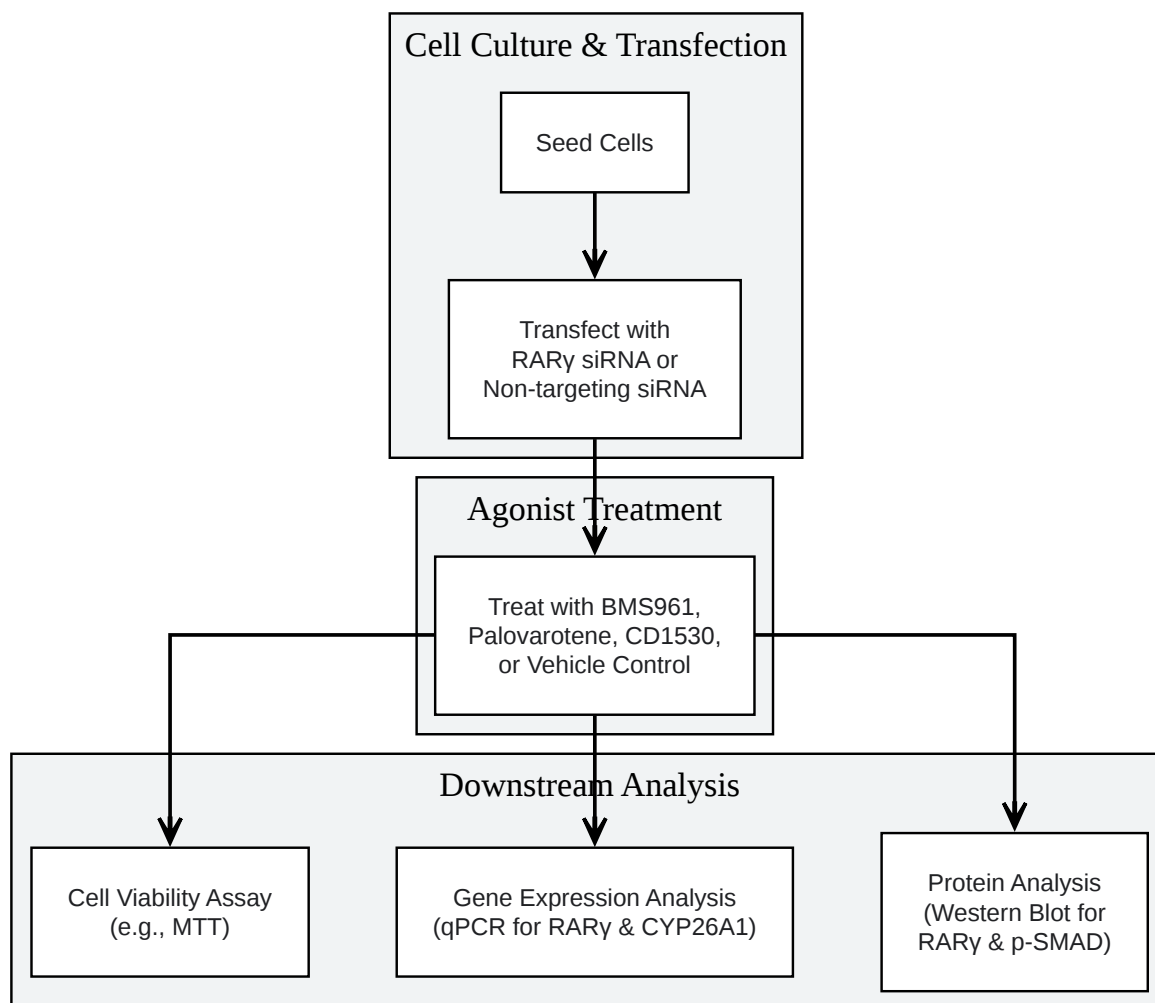 Cell Culture & Transfection
Seed Cells
Transfect with
RARγ siRNA or
Non-targeting siRNA
Agonist Treatment
Treat with BMS961,
Palovarotene, CD1530,
or Vehicle Control
Downstream Analysis
Cell Viability Assay
(e.g., MTT)
Gene Expression Analysis
(qPCR for RARγ & CYP26A1)
Protein Analysis
(Western Blot for
RARγ & p-SMAD)